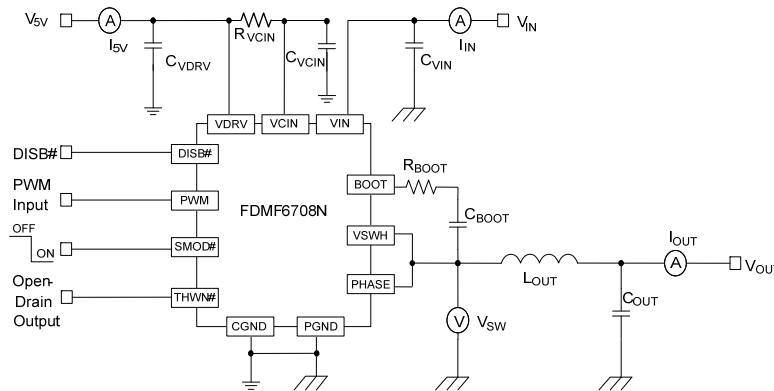 V5V
A
I5V
RVCIN
CVDRV
CVCIN
A
IIN
VIN
CVIN
VDRV
VCIN
VIN
DISB#
DISB#
PWM
Input
PWM
BOOT
RBOOT
CBOOT
FDMF6708N
OFF
ON
SMOD#
VSWH
Open-
Drain
Output
THWN#
PHASE
LOUT
IOUT
A
VOUT
COUT
V
VSW
CGND
PGND